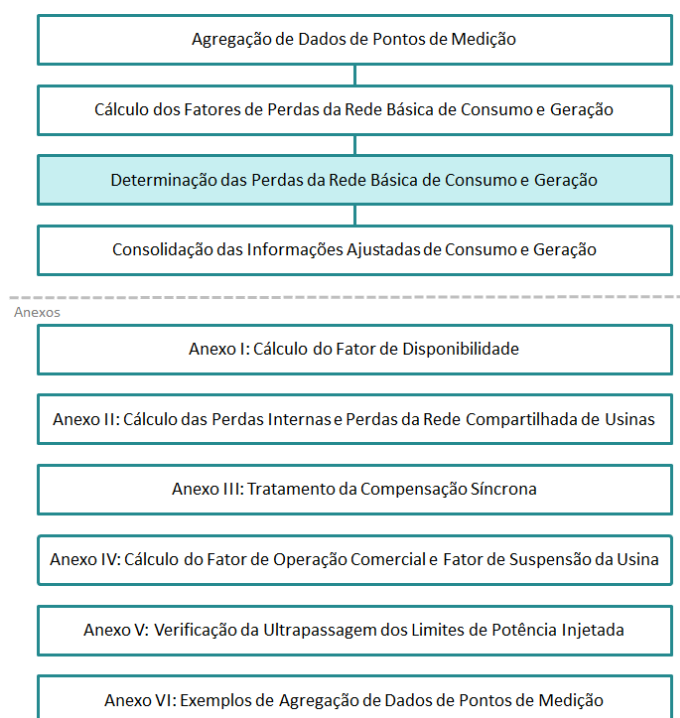 Agregação de Dados de Pontos de Medição
Cálculo dos Fatores de Perdas da Rede Básica de Consumo e Geração
Determinação das Perdas da Rede Básica de Consumo e Geração
Consolidação das Informações Ajustadas de Consumo e Geração
Anexos
Anexo I: Cálculo do Fator de Disponibilidade
Anexo II: Cálculo das Perdas Internas e Perdas da Rede Compartilhada de Usinas
Anexo III: Tratamento da Compensação Síncrona
Anexo IV: Cálculo do Fator de Operação Comercial e Fator de Suspensão da Usina
Anexo V: Verificação da Ultrapassagem dos Limites de Potência Injetada
Anexo VI: Exemplos de Agregação de Dados de Pontos de Medição